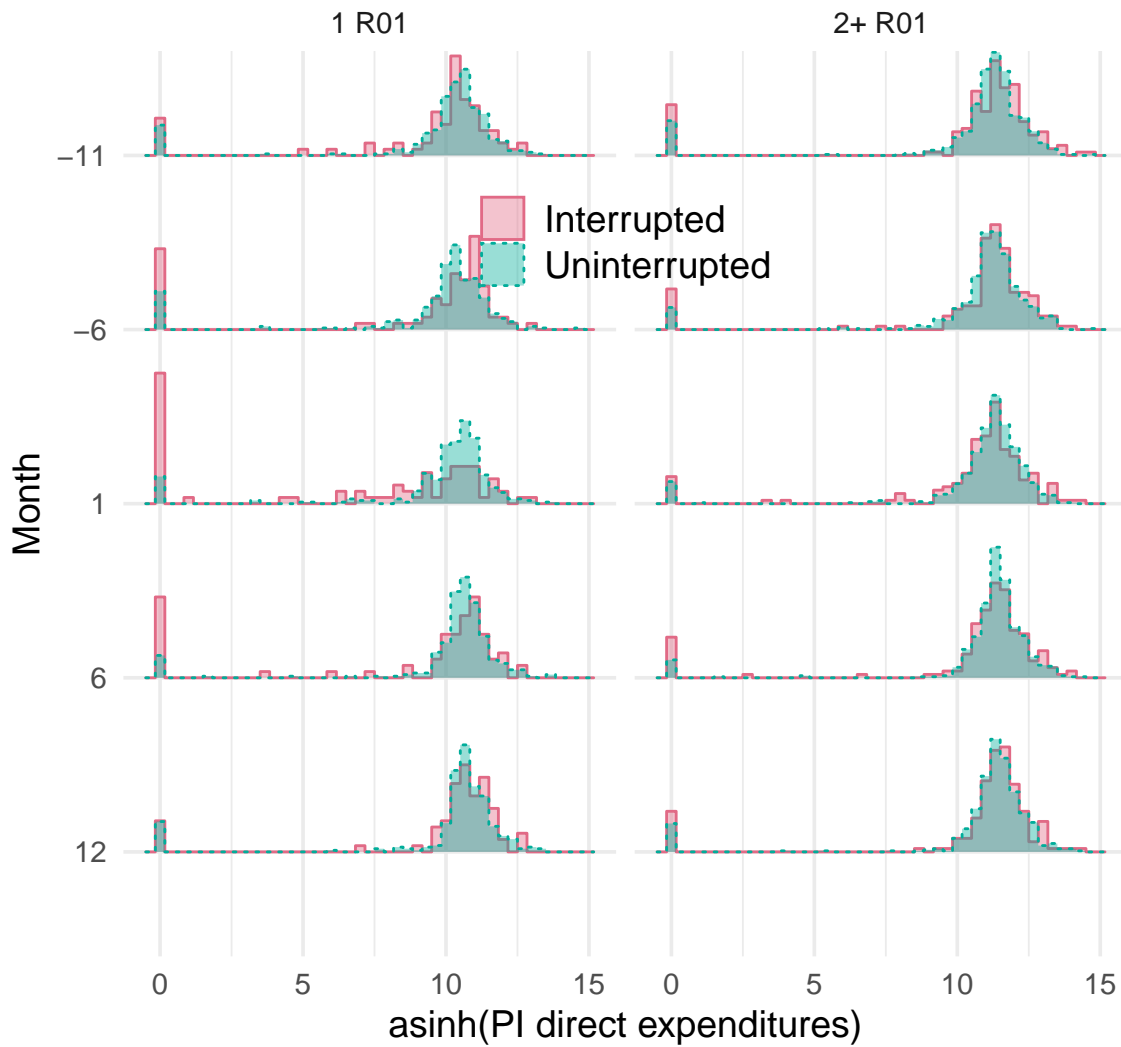 1 R01
2+ R01
−11
−6
1
6
12
Interrupted
Uninterrupted
Month
0 5 10 15 0 5 10 15
asinh(PI direct expenditures)